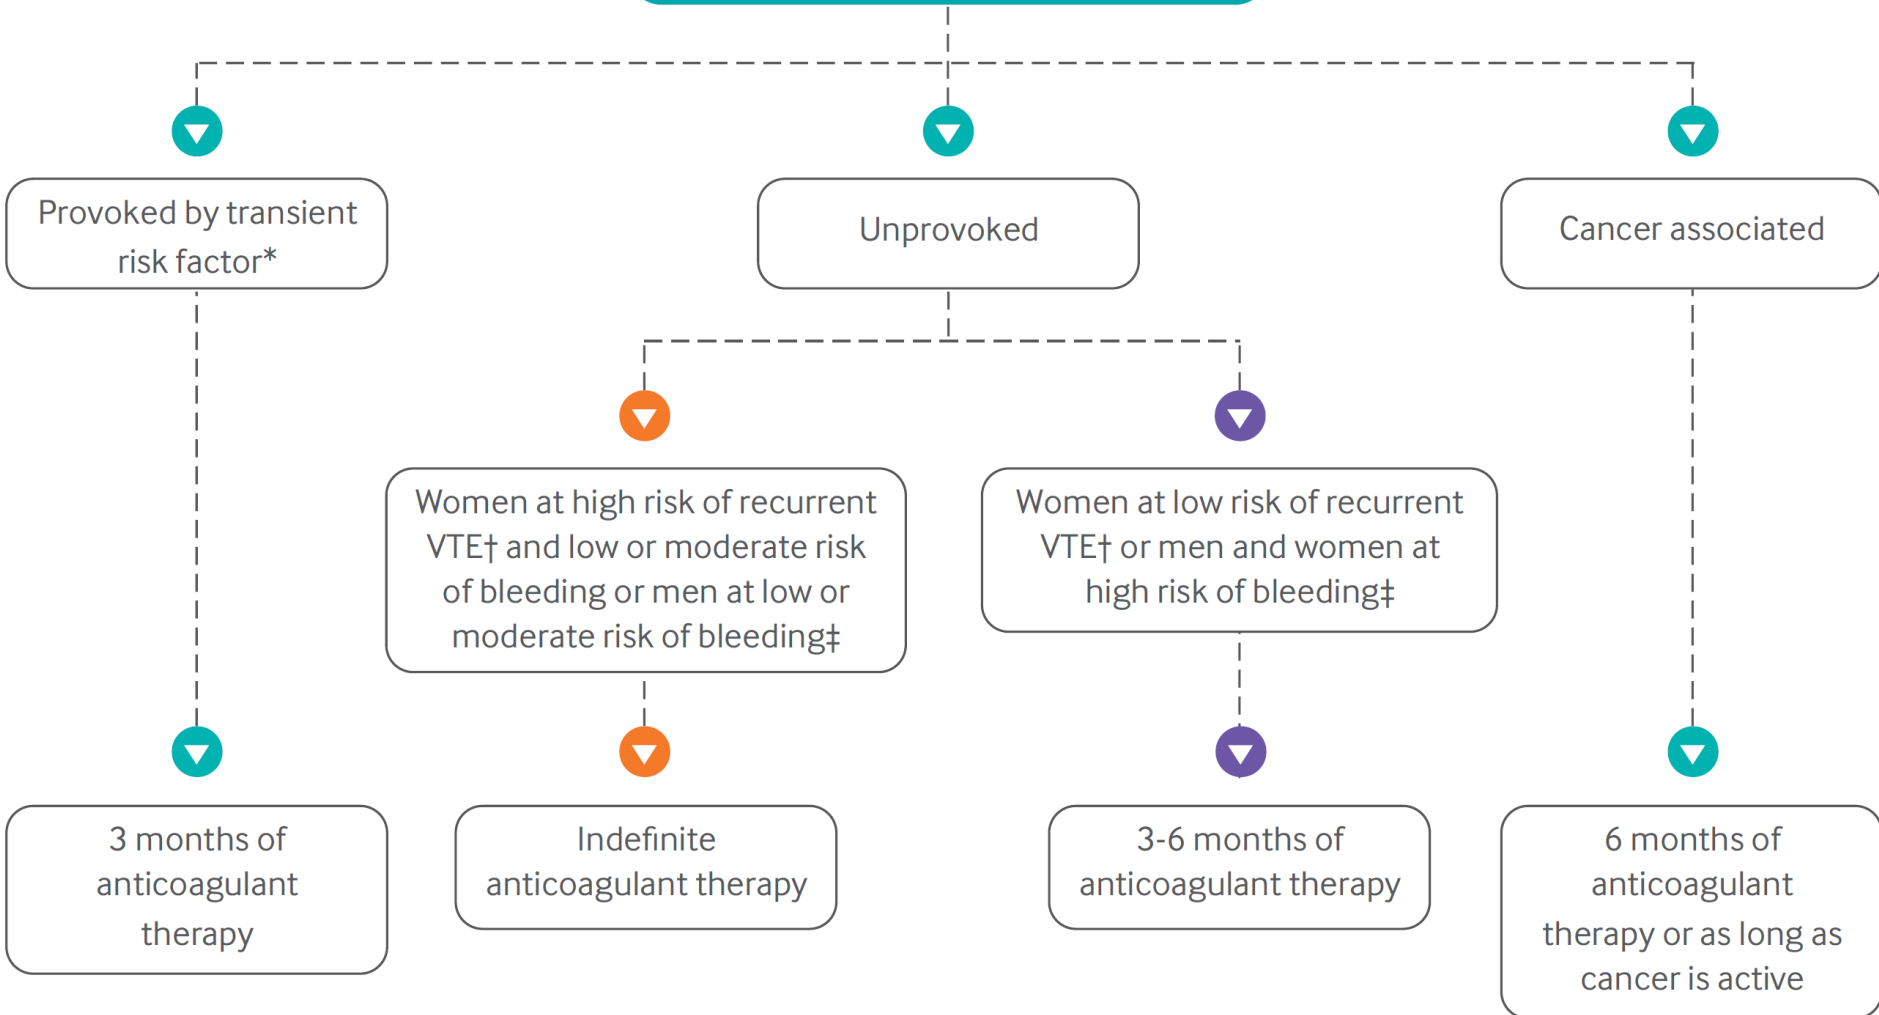 Provoked by transient
risk factor*
Unprovoked
Cancer associated
Women at high risk of recurrent
VTE† and low or moderate risk
of bleeding or men at low or
moderate risk of bleeding‡
Women at low risk of recurrent
VTE† or men and women at
high risk of bleeding‡
3 months of
anticoagulant
therapy
Indefinite
anticoagulant therapy
3-6 months of
anticoagulant therapy
6 months of
anticoagulant
therapy or as long as
cancer is active